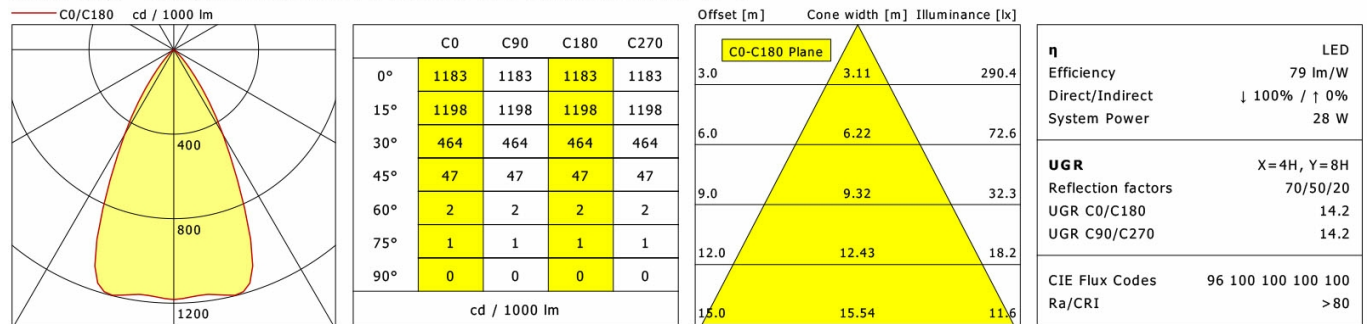 C0/C180 cd / 1000 lm
400
800
1200
C0 C90 C180 C270
0° 1183 1183 1183 1183
15° 1198 1198 1198 1198
30° 464 464 464 464
45° 47 47 47 47
60° 2 2 2 2
75° 1 1 1 1
90° 0 0 0 0
cd / 1000 lm
Offset [m] Cone width [m] Illuminance [lx]
C0-C180 Plane
3.0 3.11 290.4
6.0 6.22 72.6
9.0 9.32 32.3
12.0 12.43 18.2
15.0 15.54 11.6
η LED
Efficiency 79 lm/W
Direct/Indirect ↓ 100% / ↑ 0%
System Power 28 W
UGR X=4H, Y=8H
Reflection factors 70/50/20
UGR C0/C180 14.2
UGR C90/C270 14.2
CIE Flux Codes 96 100 100 100 100
Ra/CRI >80